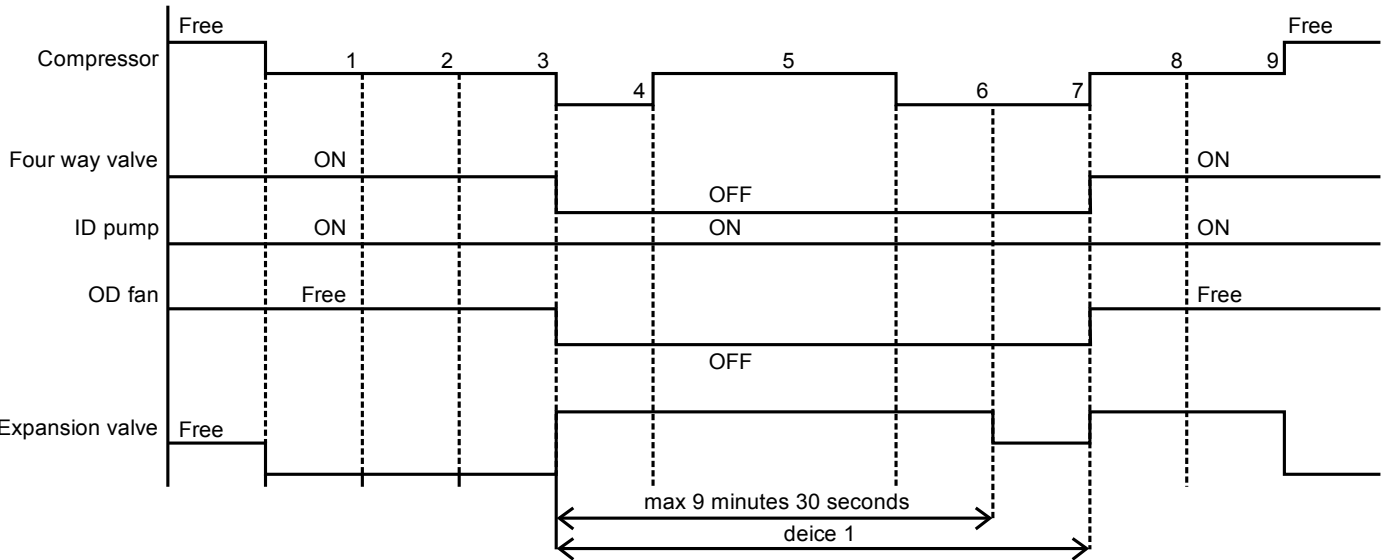 Free
Free
Compressor
1
2
3
4
5
6
7
8
9
Four way valve
ON
OFF
ON
ID pump
ON
ON
ON
OD fan
Free
OFF
Free
Expansion valve
Free
max 9 minutes 30 seconds
deice 1